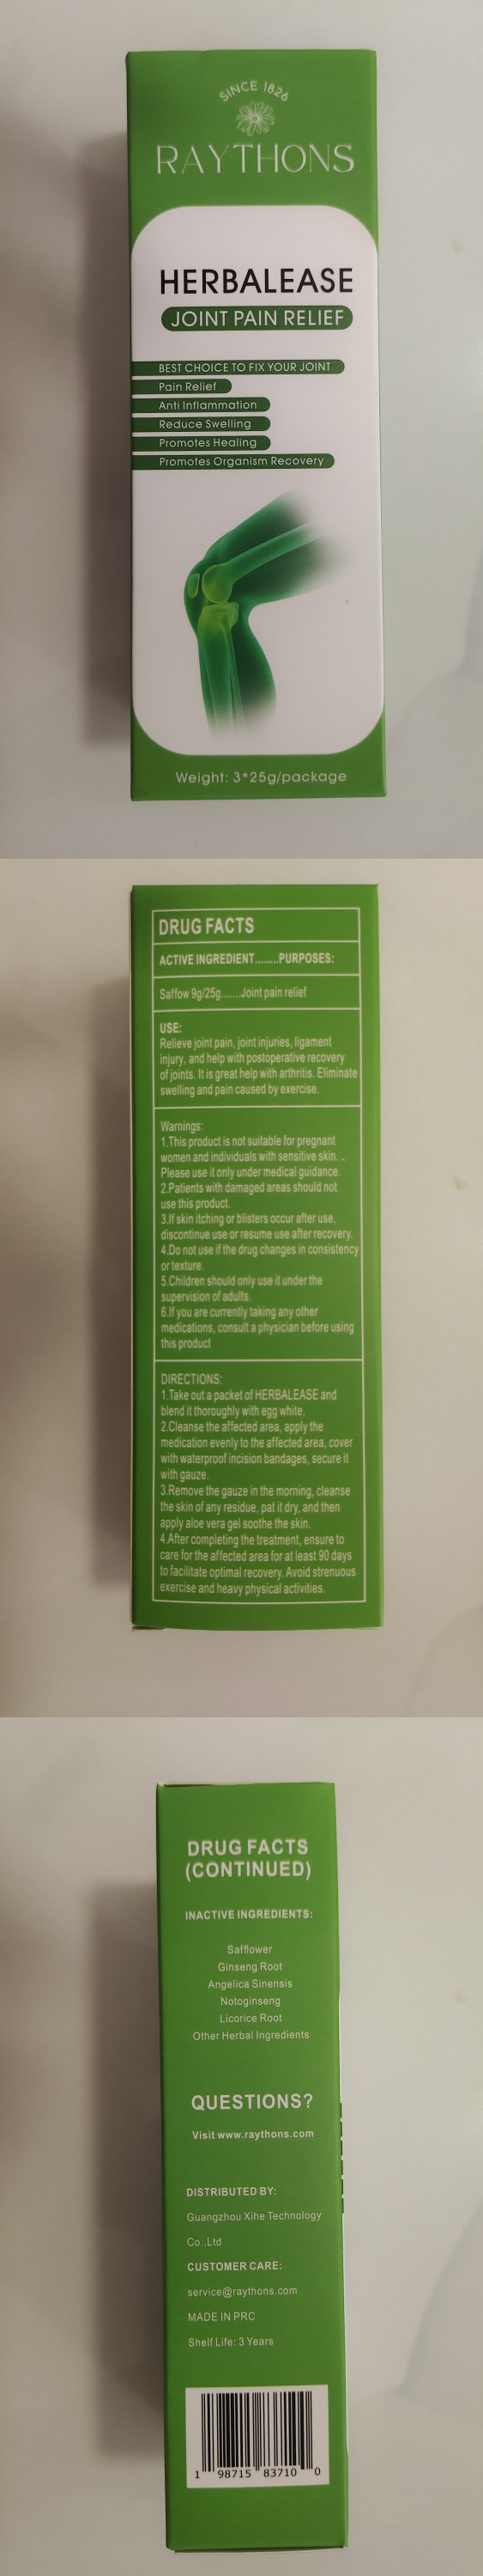 SINCE 1826
RAYTHONS
HERBALEASE
JOINT PAIN RELIEF
BEST CHOICE TO FIX YOUR JOINT
Pain Relief
Anti Inflammation
Reduce Swelling
Promotes Healing
Promotes Organism Recovery
Weight: 3*25g/package
DRUG FACTS
ACTIVE INGREDIENT........PURPOSES:
Saffow 9g/25g.......Joint pain relief
USE:
Relieve joint pain, joint injuries, ligament
injury, and help with postoperative recovery
of joints. It is great help with arthritis. Eliminate
swelling and pain caused by exercise.
Warnings:
1.This product is not suitable for pregnant
women and individuals with sensitive skin. .
Please use it only under medical guidance.
2.Patients with damaged areas should not
use this product.
3.If skin itching or blisters occur after use,
discontinue use or resume use after recovery.
4.Do not use if the drug changes in consistency
or texture.
5.Children should only use it under the
supervision of adults.
6.If you are currently taking any other
medications, consult a physician before using
this product
DIRECTIONS:
1.Take out a packet of HERBALEASE and
blend it thoroughly with egg white.
2.Cleanse the affected area, apply the
medication evenly to the affected area, cover
with waterproof incision bandages, secure it
with gauze.
3.Remove the gauze in the morning, cleanse
the skin of any residue, pat it dry, and then
apply aloe vera gel soothe the skin.
4.After completing the treatment, ensure to
care for the affected area for at least 90 days
to facilitate optimal recovery. Avoid strenuous
exercise and heavy physical activities.
DRUG FACTS
(CONTINUED)
INACTIVE INGREDIENTS:
Safflower
Ginseng Root
Angelica Sinensis
Notoginseng
Licorice Root
Other Herbal Ingredients
QUESTIONS?
Visit www.raythons.com
DISTRIBUTED BY:
Guangzhou Xihe Technology
Co.,Ltd
CUSTOMER CARE:
service@raythons.com
MADE IN PRC
Shelf Life: 3 Years
1 98715 83710 0